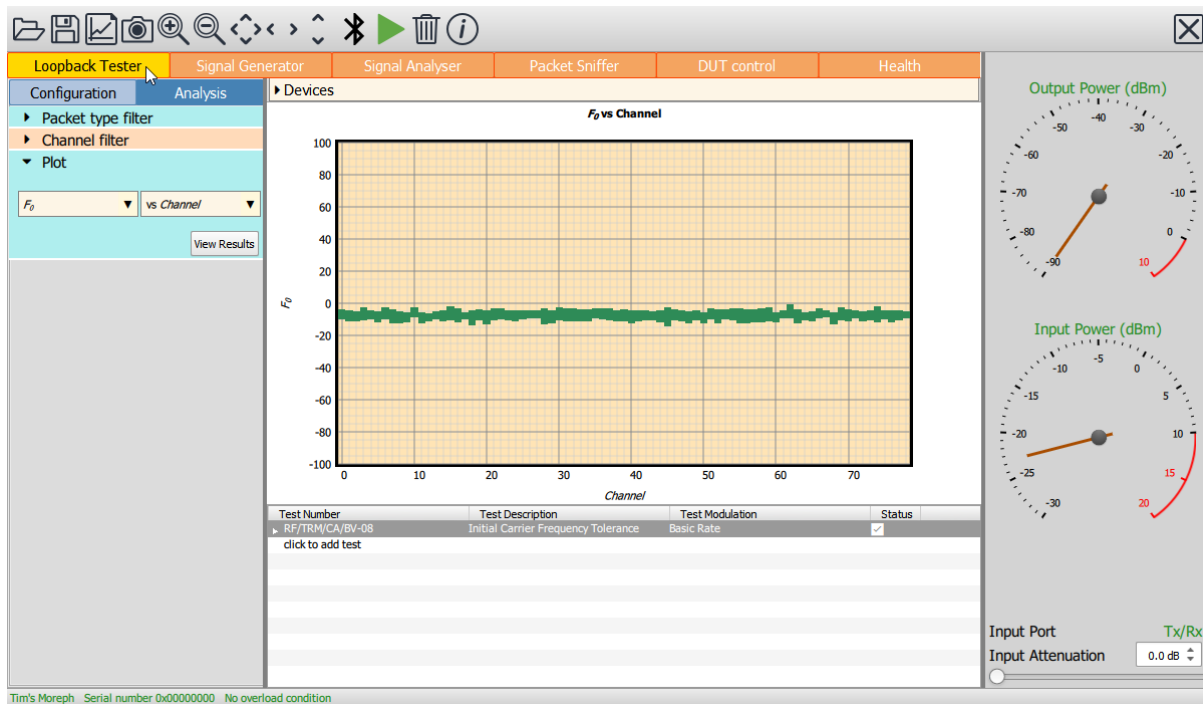 Loopback Tester Signal Generator Signal Analyser Packet Sniffer DUT control Health
Configuration Analysis
Packet type filter
Channel filter
Plot
F0 vs Channel
View Results
Devices
F0 vs Channel
100
80
60
40
20
0
-20
-40
-60
-80
-100
F0
0 10 20 30 40 50 60 70
Channel
Test Number Test Description Test Modulation Status
RF/TRM/CA/BV-08 Initial Carrier Frequency Tolerance Basic Rate
click to add test
Output Power (dBm)
-90
-80
-70
-60
-50
-40
-30
-20
-10
0
10
Input Power (dBm)
-30
-25
-20
-15
-10
-5
0
5
10
15
20
Input Port Tx/Rx
Input Attenuation 0.0 dB
Tim's Moreph Serial number 0x00000000 No overload condition